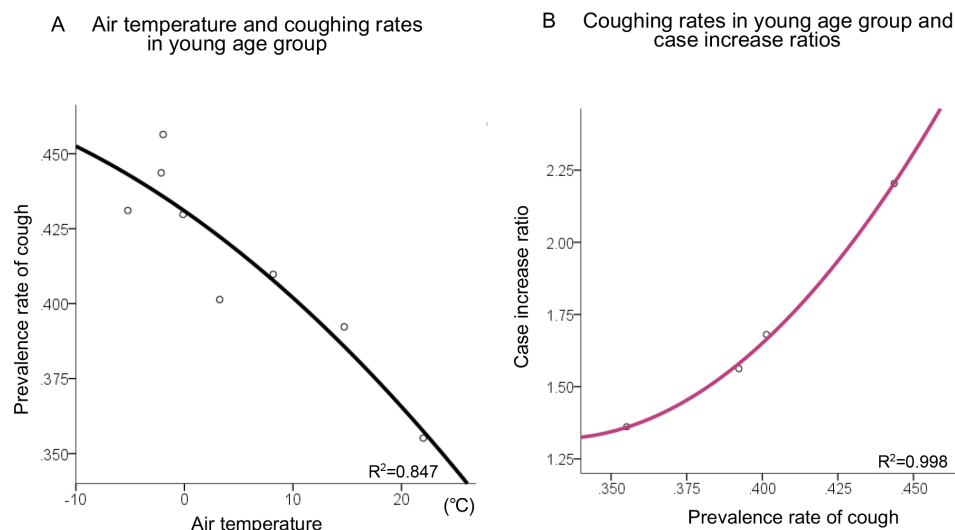 A Air temperature and coughing rates
in young age group
Prevalence rate of cough
.450
.425
.400
.375
.350
R²=0.847
-10 0 10 20 (℃)
Air temperature
B Coughing rates in young age group and
case increase ratios
Case increase ratio
2.25
2.00
1.75
1.50
1.25
R²=0.998
.350 .375 .400 .425 .450
Prevalence rate of cough